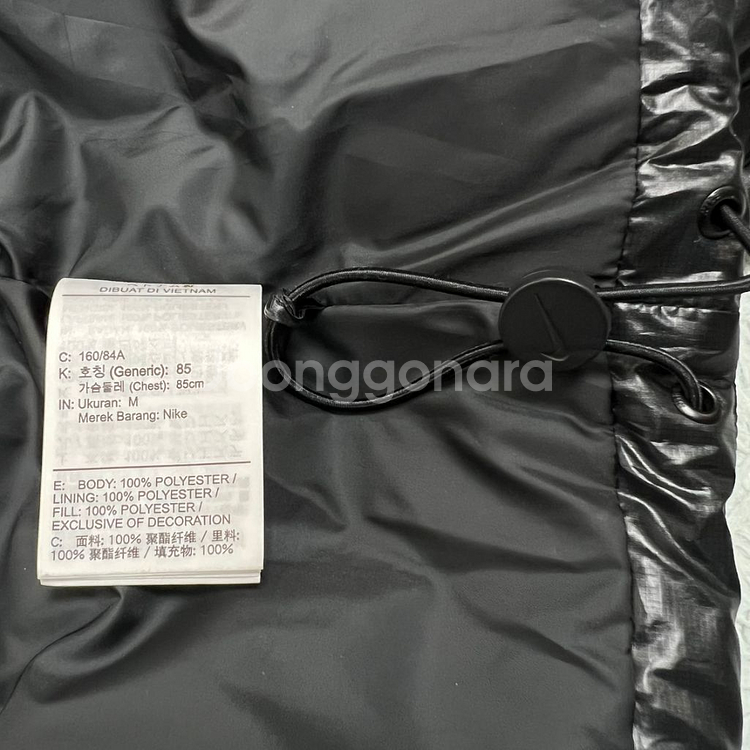 DIBUAT DI VIETNAM
C: 160/84A
K: 호칭 (Generic): 85
가슴둘레 (Chest): 85cm
IN: Ukuran: M
Merek Barang: Nike
onggonara
E: BODY: 100% POLYESTER /
LINING: 100% POLYESTER /
FILL: 100% POLYESTER /
EXCLUSIVE OF DECORATION
C: 面料: 100% 聚酯纤维 / 里料:
100% 聚酯纤维 / 填充物: 100%